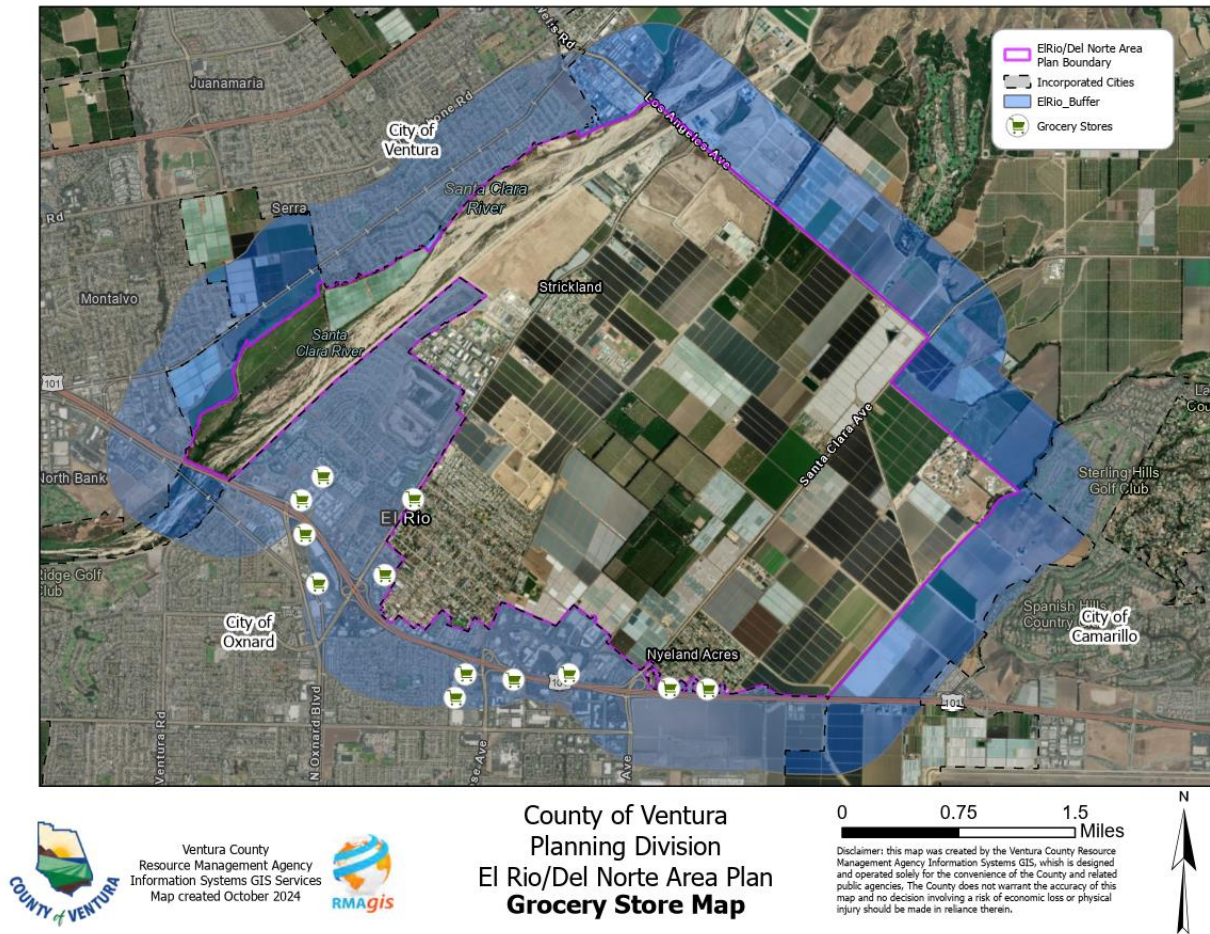 Wells Rd
Juanamaria
City of
Ventura
Los Angeles Ave
ElRio/Del Norte Area
Plan Boundary
Incorporated Cities
ElRio_Buffer
Grocery Stores
Santa Clara
River
Serra
Rd
Strickland
Montalvo
Santa
Clara River
101
Santa Clara Ave
North Bank
El Rio
Sterling Hills
Golf Club
idge Golf
lub
City of
Oxnard
Spanish Hills
Country
City of
Camarillo
Nyeland Acres
101
101
Ventura Rd
N Oxnard Blvd
se Ave
Ave
County of Ventura
Planning Division
El Rio/Del Norte Area Plan
Grocery Store Map
COUNTY of VENTURA
Ventura County
Resource Management Agency
Information Systems GIS Services
Map created October 2024
RMAgis
0 0.75 1.5
Miles
Disclaimer: this map was created by the Ventura County Resource
Management Agency Information Systems GIS, which is designed
and operated solely for the convenience of the County and related
public agencies. The County does not warrant the accuracy of this
map and no decision involving a risk of economic loss or physical
injury should be made in reliance therein.
N